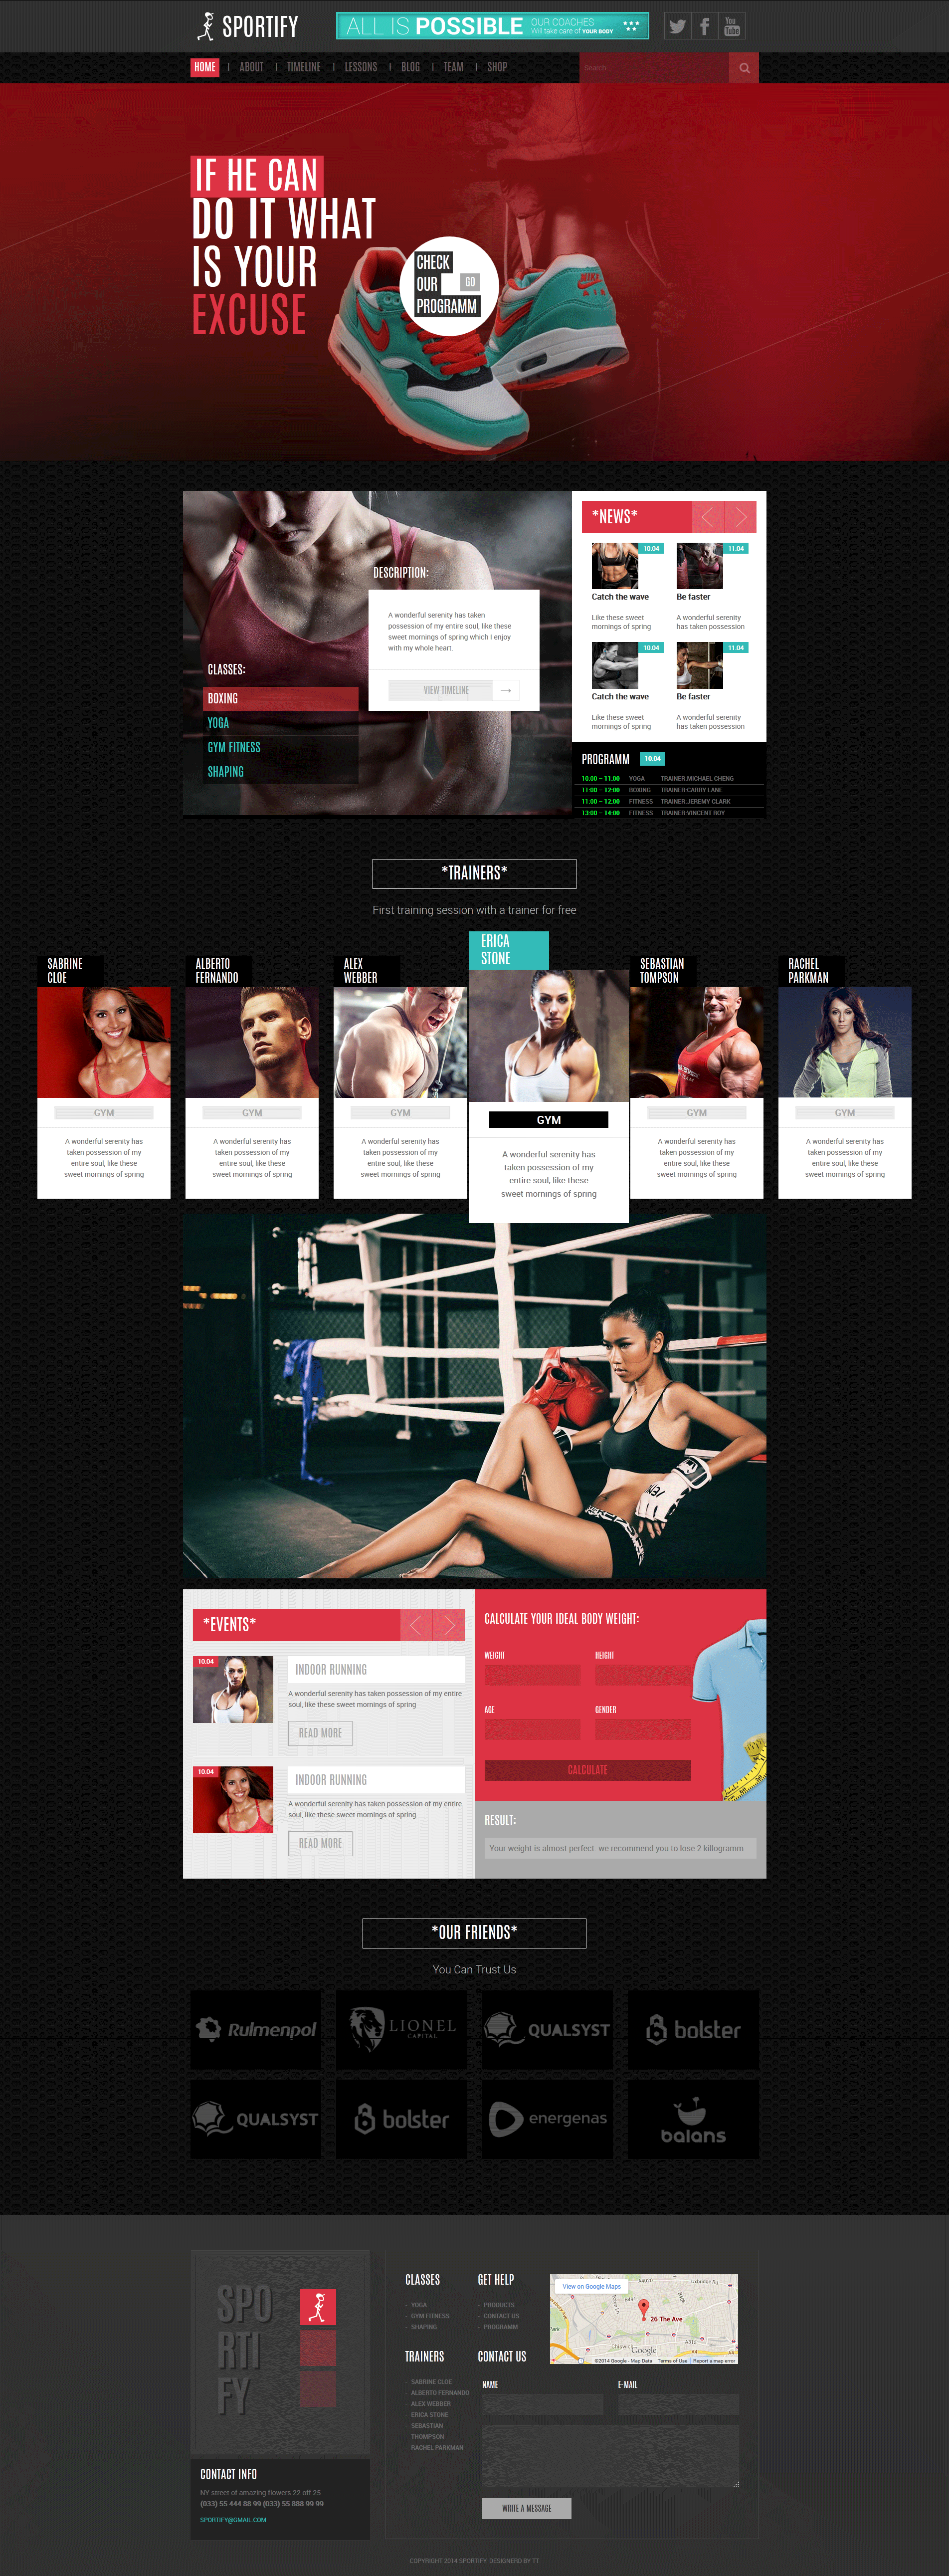 SPORTIFY
ALL IS POSSIBLE
OUR COACHES
Will take care of YOUR BODY
You Tube
HOME
ABOUT
TIMELINE
LESSONS
BLOG
TEAM
SHOP
Search...
IF HE CAN
DO IT WHAT
IS YOUR
EXCUSE
CHECK
OUR
GO
PROGRAMM
NIKE
AIR
DESCRIPTION:
A wonderful serenity has taken
possession of my entire soul, like these
sweet mornings of spring which I enjoy
with my whole heart.
VIEW TIMELINE
CLASSES:
BOXING
YOGA
GYM FITNESS
SHAPING
*NEWS*
10.04
Catch the wave
Like these sweet
mornings of spring
11.04
Be faster
A wonderful serenity
has taken possession
10.04
Catch the wave
Like these sweet
mornings of spring
11.04
Be faster
A wonderful serenity
has taken possession
PROGRAMM
10.04
10:00 – 11:00 YOGA TRAINER:MICHAEL CHENG
11:00 – 12:00 BOXING TRAINER:CARRY LANE
11:00 – 12:00 FITNESS TRAINER:JEREMY CLARK
13:00 – 14:00 FITNESS TRAINER:VINCENT ROY
*TRAINERS*
First training session with a trainer for free
SABRINE
CLOE
GYM
A wonderful serenity has
taken possession of my
entire soul, like these
sweet mornings of spring
ALBERTO
FERNANDO
GYM
A wonderful serenity has
taken possession of my
entire soul, like these
sweet mornings of spring
ALEX
WEBBER
GYM
A wonderful serenity has
taken possession of my
entire soul, like these
sweet mornings of spring
ERICA
STONE
GYM
A wonderful serenity has
taken possession of my
entire soul, like these
sweet mornings of spring
SEBASTIAN
TOMPSON
GYM
A wonderful serenity has
taken possession of my
entire soul, like these
sweet mornings of spring
RACHEL
PARKMAN
GYM
A wonderful serenity has
taken possession of my
entire soul, like these
sweet mornings of spring
*EVENTS*
10.04
INDOOR RUNNING
A wonderful serenity has taken possession of my entire
soul, like these sweet mornings of spring
READ MORE
10.04
INDOOR RUNNING
A wonderful serenity has taken possession of my entire
soul, like these sweet mornings of spring
READ MORE
CALCULATE YOUR IDEAL BODY WEIGHT:
WEIGHT
HEIGHT
AGE
GENDER
CALCULATE
RESULT:
Your weight is almost perfect. we recommend you to lose 2 killogramm
*OUR FRIENDS*
You Can Trust Us
Rulmenpol
LIONEL
CAPITAL
QUALSYST
bolster
QUALSYST
bolster
energenas
balans
SPO
RTI
FY
CONTACT INFO
NY street of amazing flowers 22 off 25
(033) 55 444 88 99 (033) 55 888 99 99
SPORTIFY@GMAIL.COM
CLASSES
- YOGA
- GYM FITNESS
- SHAPING
GET HELP
- PRODUCTS
- CONTACT US
- PROGRAMM
TRAINERS
- SABRINE CLOE
- ALBERTO FERNANDO
- ALEX WEBBER
- ERICA STONE
- SEBASTIAN
THOMPSON
- RACHEL PARKMAN
CONTACT US
View on Google Maps
26 The Ave
Google
©2014 Google - Map Data
Terms of Use
Report a map error
NAME
E-MAIL
WRITE A MESSAGE
COPYRIGHT 2014 SPORTIFY. DESIGNERD BY TT